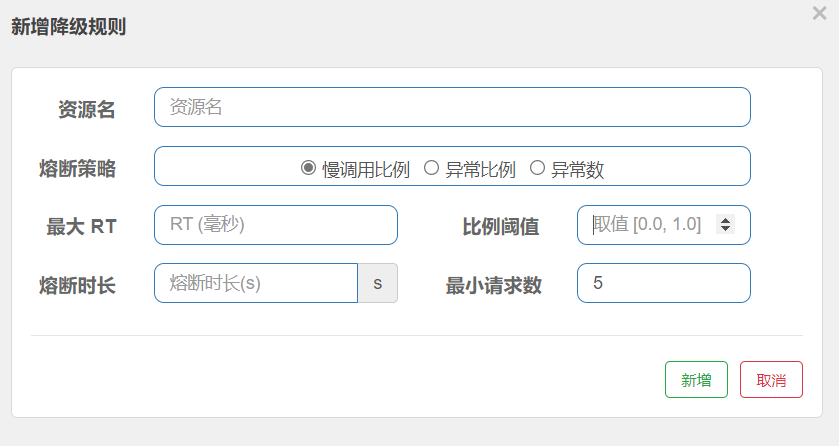 新增降级规则
×
资源名 资源名
熔断策略 慢调用比例 异常比例 异常数
最大 RT RT (毫秒) 比例阈值 取值 [0.0, 1.0]
熔断时长 熔断时长(s) s 最小请求数 5
新增 取消